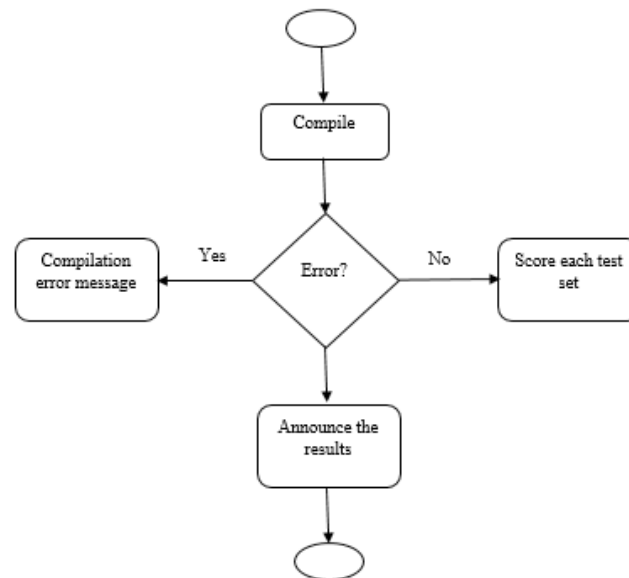 Compile
Yes
Error?
No
Compilation
error message
Score each test
set
Announce the
results